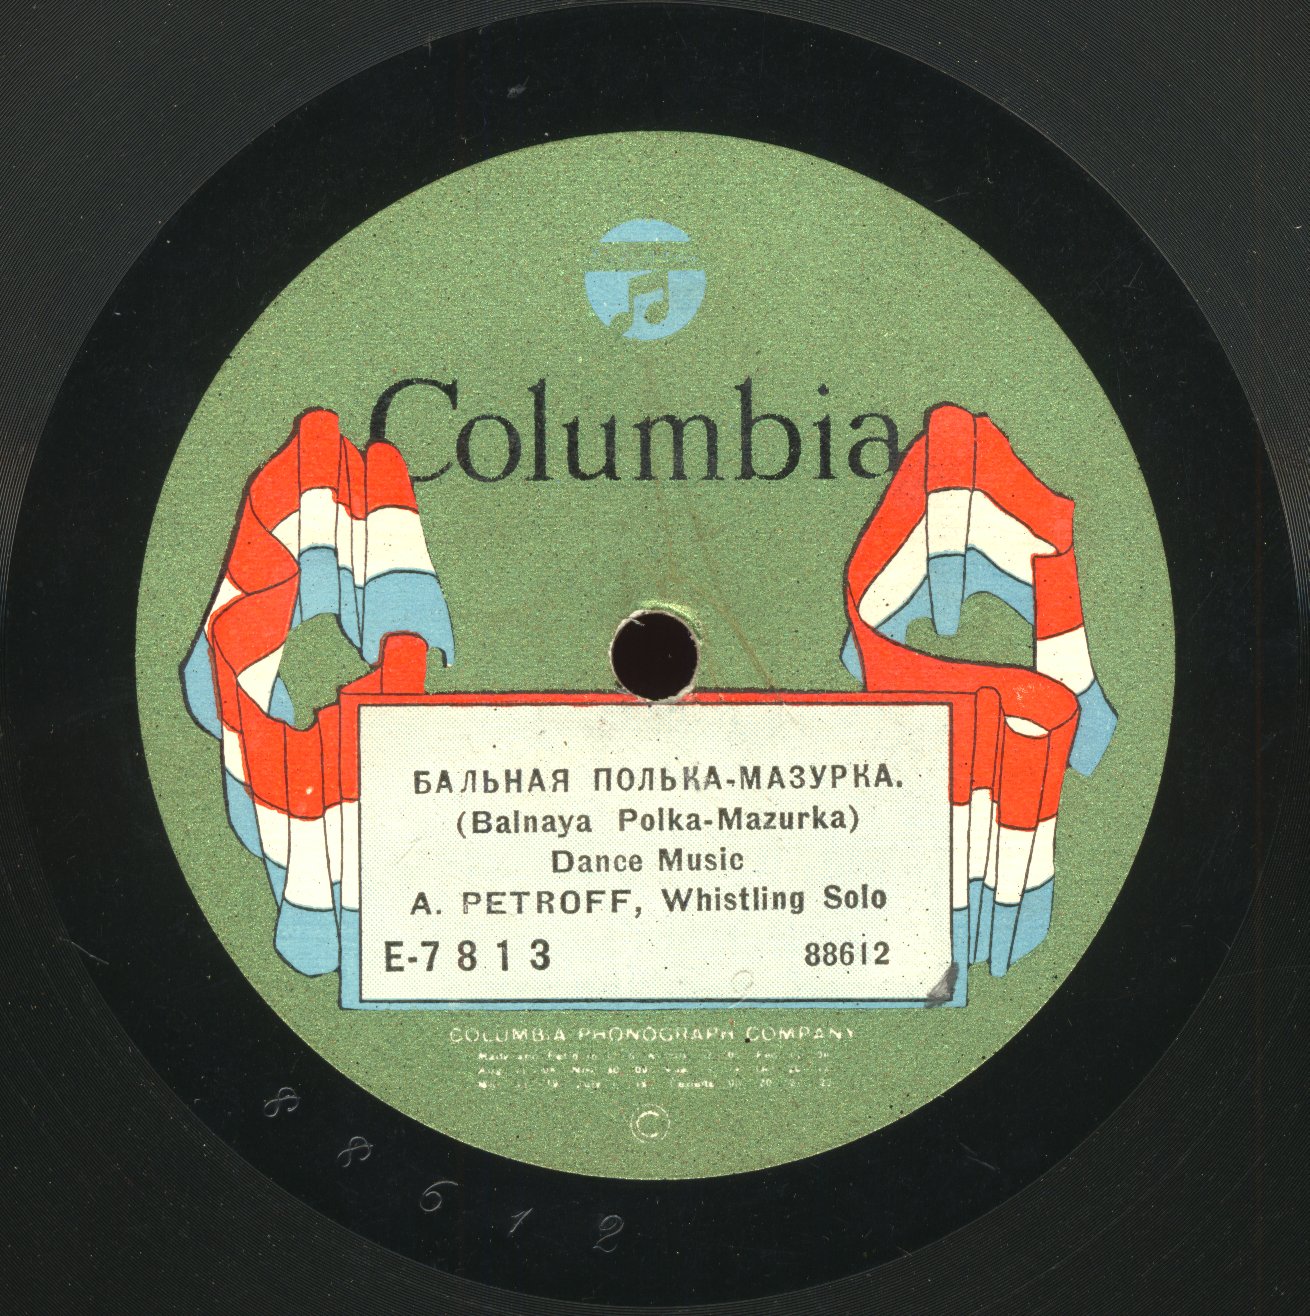 Columbia
БАЛЬНАЯ ПОЛЬКА-МАЗУРКА.
(Balnaya Polka-Mazurka)
Dance Music
A. PETROFF, Whistling Solo
E-7813 88612
COLUMBIA PHONOGRAPH COMPANY
©
88612